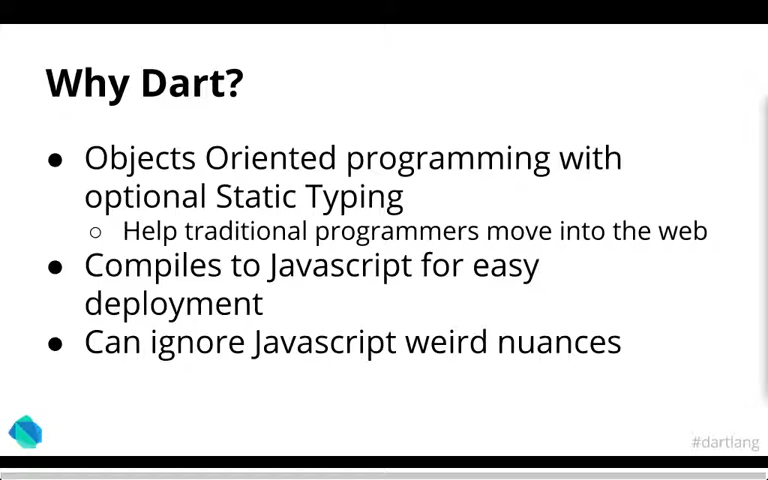 Why Dart?
● Objects Oriented programming with
optional Static Typing
○ Help traditional programmers move into the web
● Compiles to Javascript for easy
deployment
● Can ignore Javascript weird nuances
#dartlang